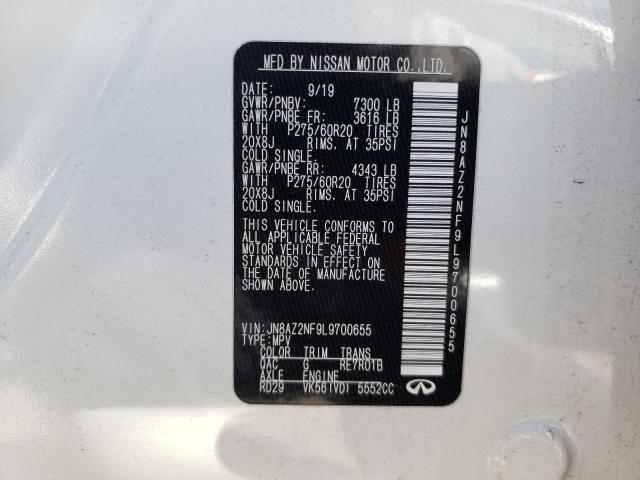 MFD BY NISSAN MOTOR CO.,LTD.
DATE: 9/19
GVWR/PNBV: 7300 LB
GAWR/PNBE FR: 3616 LB
WITH P275/60R20 TIRES
20X8J RIMS. AT 35PSI
COLD SINGLE.
GAWR/PNBE RR: 4343 LB
WITH P275/60R20 TIRES
20X8J RIMS. AT 35PSI
COLD SINGLE.
THIS VEHICLE CONFORMS TO
ALL APPLICABLE FEDERAL
MOTOR VEHICLE SAFETY
STANDARDS IN EFFECT ON
THE DATE OF MANUFACTURE
SHOWN ABOVE.
VIN: JN8AZ2NF9L9700655
TYPE: MPV
COLOR TRIM TRANS
QAC G RE7R01B
AXLE ENGINE
RD29 VK56(VD) 5552CC
JN8AZ2NF9L9700655